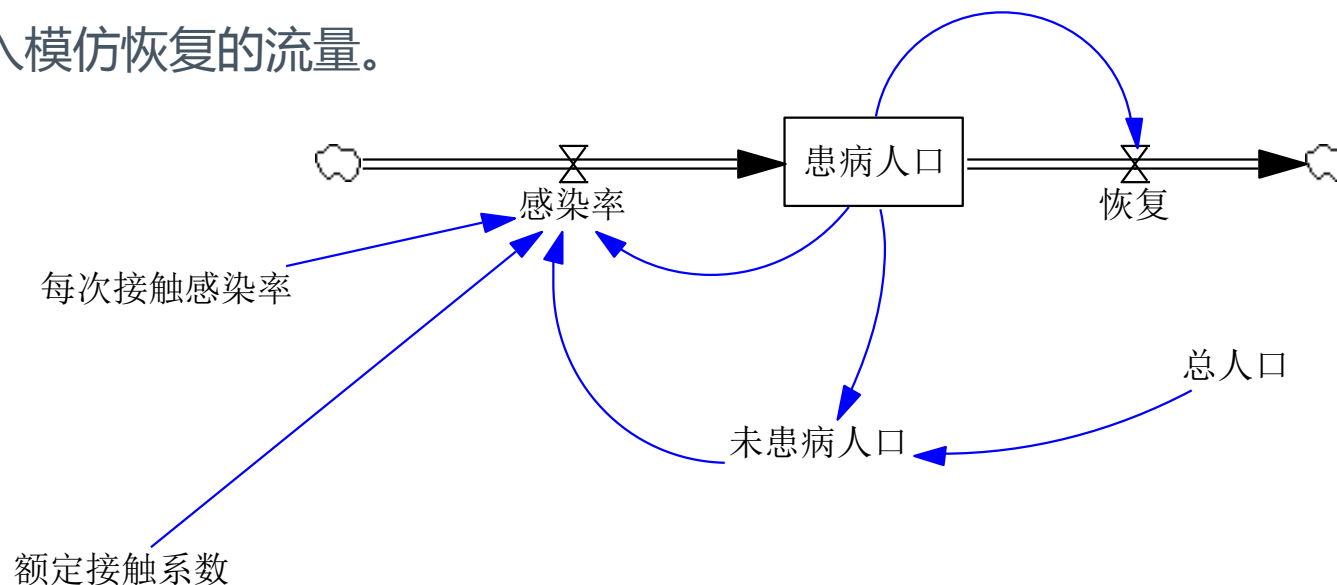 入模仿恢复的流量。
患病人口
感染率
恢复
每次接触感染率
总人口
未患病人口
额定接触系数